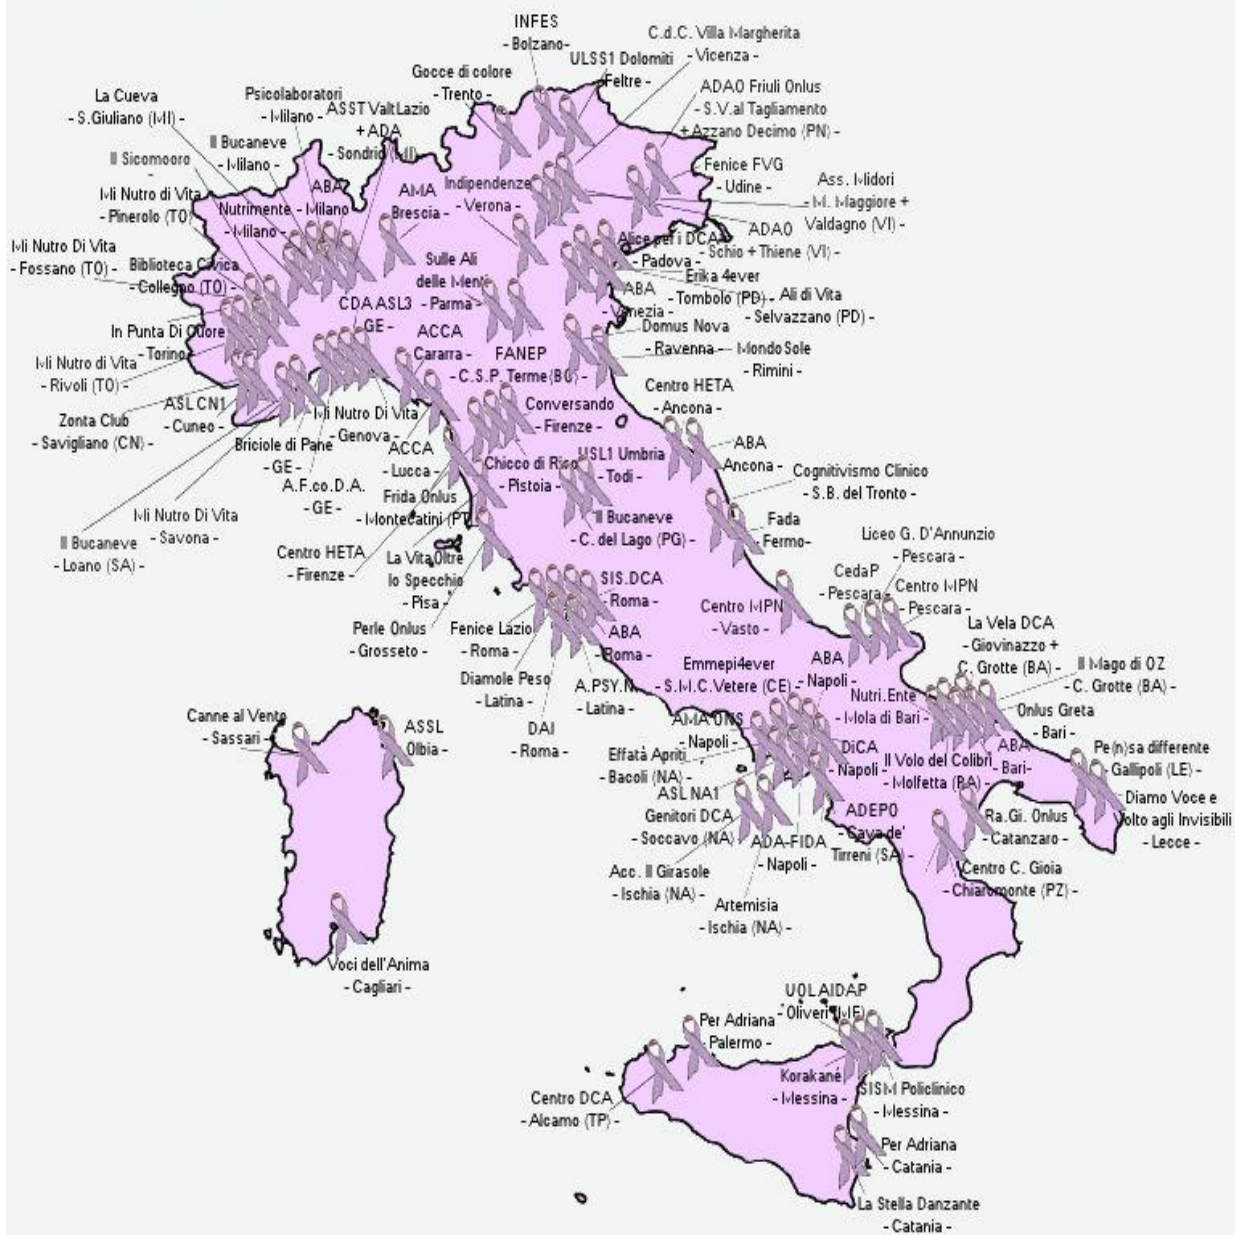 INFES
- Bolzano-
C.d.C. Villa Margherita
- Vicenza -
ULSS1 Dolomiti
Feltre -
Gocce di colore
- Trento -
ADAO Friuli Onlus
- S.V.al Tagliamento
+ Azzano Decimo (PN) -
La Cueva
- S.Giuliano (MI) -
Psicolaboratori
- Milano -
ASST ValtLazio
+ ADA
- Sondrio (MI) -
Il Bucaneve
- Milano -
Il Sicomooro
-
Fenice FVG
- Udine -
Ass. Midori
- M. Maggiore +
Valdagno (VI) -
Mi Nutro di Vita
- Pinerolo (TO)
Nutrimente
- Milano -
ABA
- Milano
AMA
Brescia -
Indipendenze
- Verona -
ADAO
- Schio + Thiene (VI) -
Mi Nutro Di Vita
- Fossano (TO) -
Biblioteca Civica
- Collegno (TO) -
Sulle Ali
delle Menti
- Parma -
Alice per i DCA
- Padova -
Erika 4ever
- Tombolo (PD) -
ABA
- Venezia -
Ali di Vita
- Selvazzano (PD) -
CDA ASL3
GE -
In Punta Di Cuore
- Torino
ACCA
Cararra -
FANEP
- C.S.P. Terme (BO)
Domus Nova
- Ravenna -
MondoSole
- Rimini -
Mi Nutro di Vita
- Rivoli (TO) -
Zonta Club
- Savigliano (CN) -
ASL CN1
- Cuneo -
Mi Nutro Di Vita
- Genova -
Conversando
- Firenze -
Centro HETA
- Ancona -
Briciole di Pane
- GE -
ACCA
- Lucca -
Chicco di Riso
- Pistoia -
USL1 Umbria
- Todi -
ABA
Ancona -
A.F.co.D.A.
- GE -
Frida Onlus
- Montecatini (PT)
Cognitivismo Clinico
- S.B. del Tronto -
Mi Nutro Di Vita
- Savona -
Il Bucaneve
- C. del Lago (PG) -
Fada
- Fermo-
Il Bucaneve
- Loano (SA) -
Centro HETA
- Firenze -
La Vita Oltre
lo Specchio
- Pisa -
Liceo G. D'Annunzio
- Pescara -
CedaP
- Pescara -
Centro MPN
- Pescara -
SIS.DCA
- Roma -
Centro MPN
- Vasto -
Perle Onlus
- Grosseto -
Fenice Lazio
- Roma -
ABA
- Roma -
La Vela DCA
- Giovinazzo +
C. Grotte (BA) -
Emmepi4ever
- S.M.C.Vetere (CE) -
ABA
- Napoli -
Il Mago di OZ
- C. Grotte (BA) -
Diamole Peso
- Latina -
A.PSY.N.
- Latina -
Nutri.Ente
- Mola di Bari -
Onlus Greta
- Bari -
Canne al Vento
- Sassari -
ASSL
Olbia -
DAI
- Roma -
AMA ONS
- Napoli -
DiCA
- Napoli -
Il Volo del Colibri
- Molfetta (BA) -
ABA
- Bari-
Pe(n)sa differente
- Gallipoli (LE) -
Effatà Apriti
- Bacoli (NA) -
ASL NA1
Diamo Voce e
Volto agli Invisibili
- Lecce -
Genitori DCA
- Soccavo (NA) -
ADA-FIDA
- Napoli -
ADEPO
- Cava de'
Tirreni (SA) -
Ra.Gi. Onlus
- Catanzaro -
Acc. Il Girasole
- Ischia (NA) -
Centro C. Gioia
- Chiaromonte (PZ) -
Artemisia
- Ischia (NA) -
Voci dell'Anima
- Cagliari -
UOLAIDAP
- Oliveri (ME)
Per Adriana
- Palermo -
Korakané
- Messina -
SISM Policlinico
- Messina -
Centro DCA
- Alcamo (TP) -
Per Adriana
- Catania -
La Stella Danzante
- Catania -